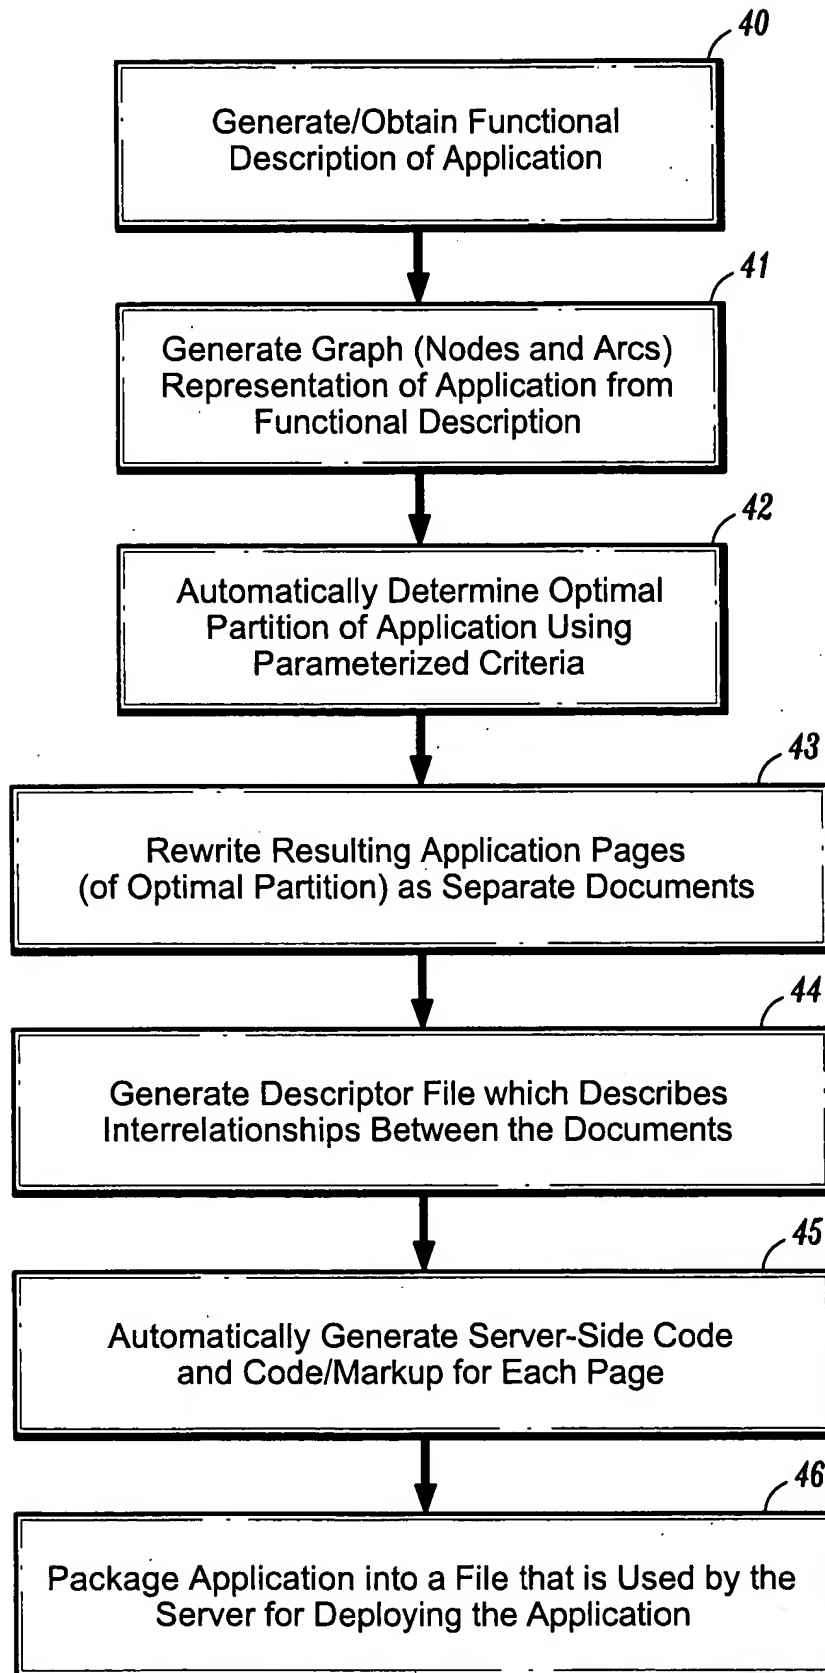 40
Generate/Obtain Functional
Description of Application
41
Generate Graph (Nodes and Arcs)
Representation of Application from
Functional Description
42
Automatically Determine Optimal
Partition of Application Using
Parameterized Criteria
43
Rewrite Resulting Application Pages
(of Optimal Partition) as Separate Documents
44
Generate Descriptor File which Describes
Interrelationships Between the Documents
45
Automatically Generate Server-Side Code
and Code/Markup for Each Page
46
Package Application into a File that is Used by the
Server for Deploying the Application